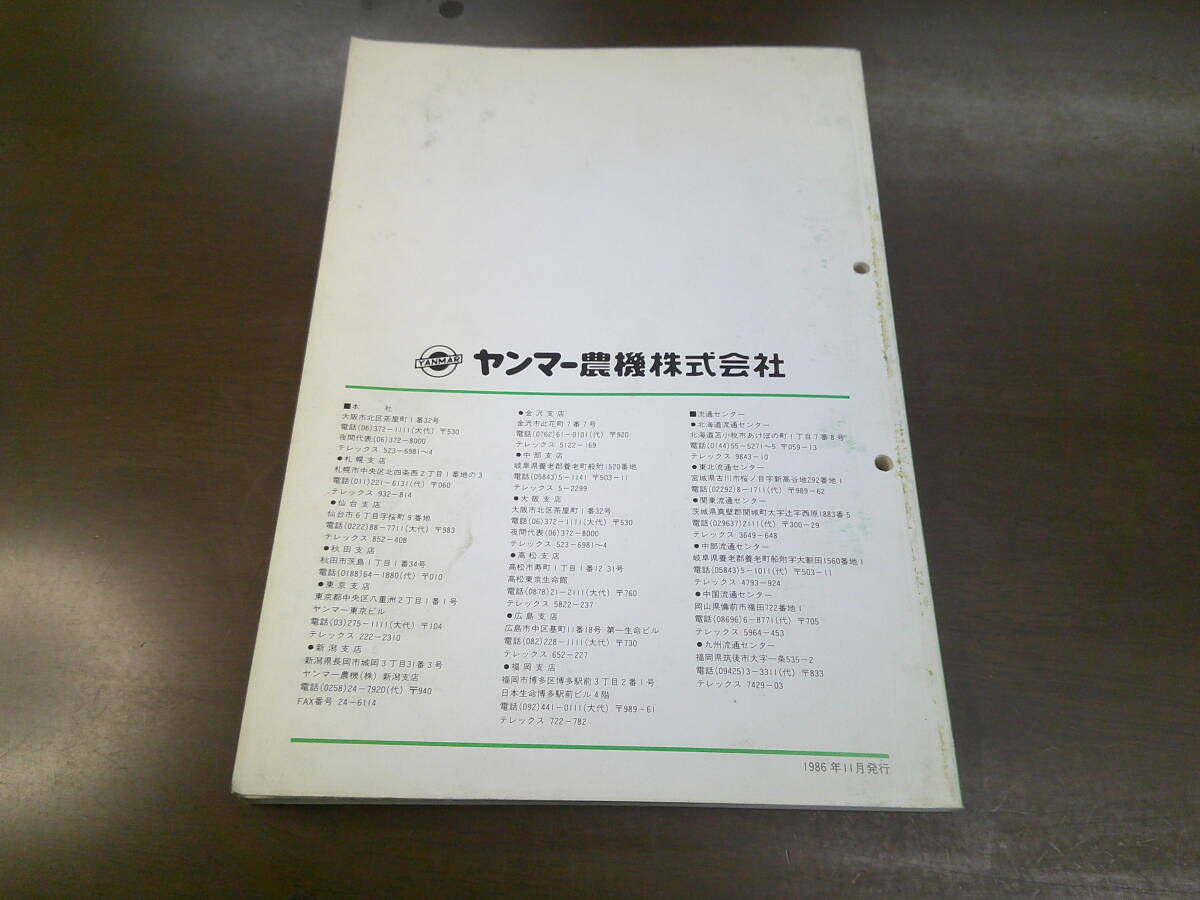 YANMAR ヤンマー農機株式会社
■本 社
大阪市北区茶屋町1番32号
電話(06)372-1111(大代)〒530
夜間代表(06)372-8000
テレックス 523-6981~4
●札幌支店
札幌市中央区北四条西2丁目1番地の3
電話(011)221-6131(代)〒060
テレックス 932-814
●仙台支店
仙台市6丁目字桜町9番地
電話(0222)88-7711(大代)〒983
テレックス 852-408
●秋田支店
秋田市茨島1丁目1番34号
電話(0188)64-1880(代)〒010
●東京支店
東京都中央区八重洲2丁目1番1号
ヤンマー東京ビル
電話(03)275-1111(大代)〒104
テレックス 222-2310
●新潟支店
新潟県長岡市城岡3丁目31番3号
ヤンマー農機(株)新潟支店
電話(0258)24-7920(代)〒940
FAX番号 24-6114
●金沢支店
金沢市此花町7番7号
電話(0762)61-0101(代)〒920
テレックス 5122-169
●中部支店
岐阜県養老郡養老町船附1520番地
電話(05843)5-1141 〒503-11
テレックス 5-2299
●大阪支店
大阪市北区茶屋町1番32号
電話(06)372-1111(大代)〒530
夜間代表(06)372-8000
テレックス 523-6981~4
●高松支店
高松市寿町1丁目1番12 31号
高松東京生命館
電話(0878)21-2111(大代)〒760
テレックス 5822-237
●広島支店
広島市中区基町11番18号 第一生命ビル
電話(082)228-1111(大代)〒730
テレックス 652-227
●福岡支店
福岡市博多区博多駅前3丁目2番1号
日本生命博多駅前ビル4階
電話(092)441-0111(大代)〒989-61
テレックス 722-782
■流通センター
●北海道流通センター
北海道苫小牧市あけぼの町1丁目7番8号
電話(0144)55-5271~5 〒059-13
テレックス 9843-10
●東北流通センター
宮城県古川市桜ノ目字新高谷地292番地1
電話(02292)8-1711(代)〒989-62
●関東流通センター
茨城県真壁郡関城町大字辻字西原1883番5
電話(029637)2111(代)〒300-29
テレックス 3649-648
●中部流通センター
岐阜県養老郡養老町船附字大割田1560番地1
電話(05843)5-1011(代)〒503-11
テレックス 4793-924
●中国流通センター
岡山県備前市福田722番地1
電話(08696)6-8771(代)〒705
テレックス 5964-453
●九州流通センター
福岡県筑後市大字一条535-2
電話(09425)3-3311(代)〒833
テレックス 7429-03
1986年11月発行